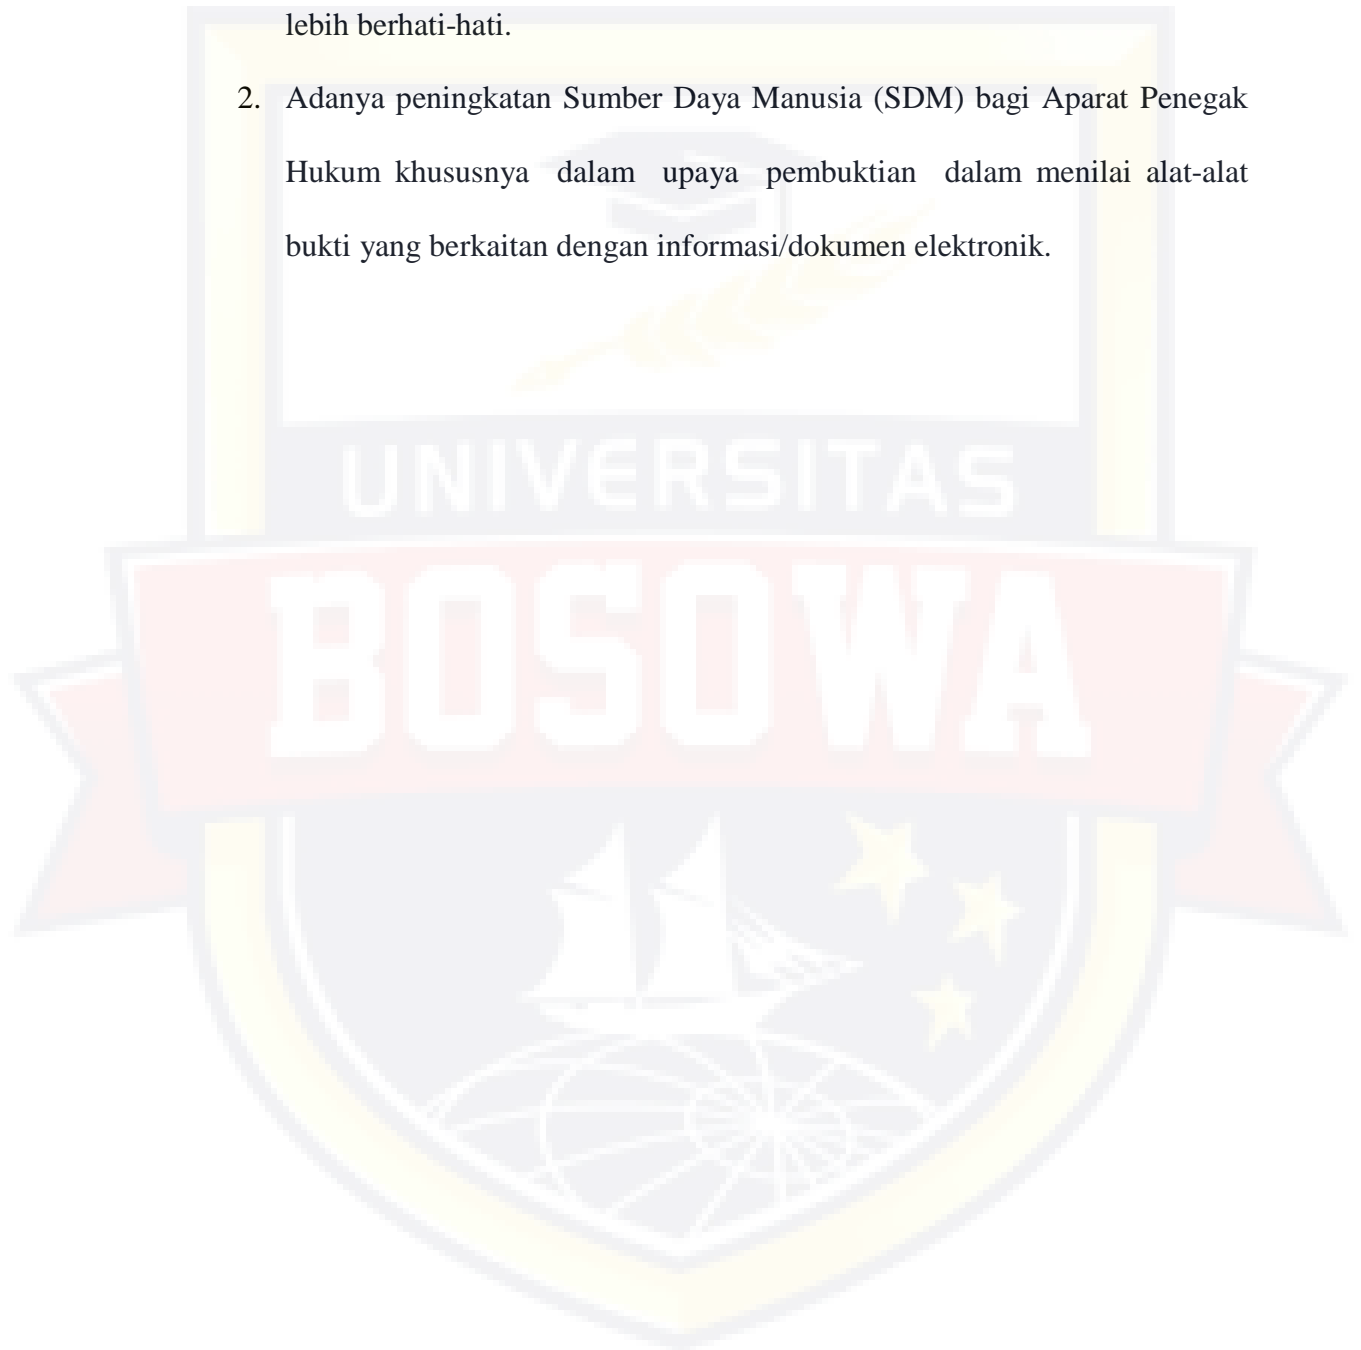 lebih berhati-hati.
2. Adanya peningkatan Sumber Daya Manusia (SDM) bagi Aparat Penegak
Hukum khususnya dalam upaya pembuktian dalam menilai alat-alat
bukti yang berkaitan dengan informasi/dokumen elektronik.
UNIVERSITAS
BOSOWA